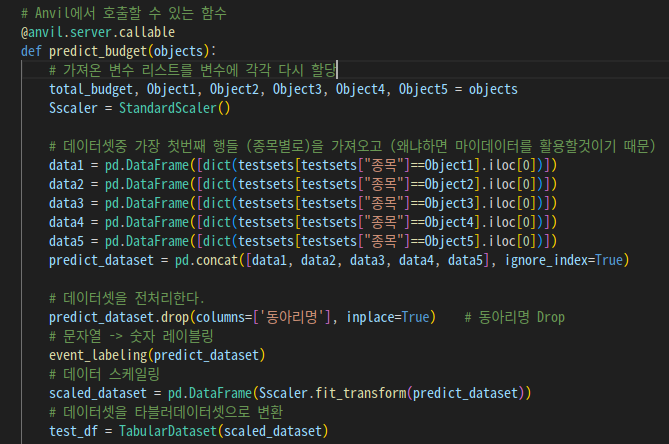 # Anvil에서 호출할 수 있는 함수
@anvil.server.callable
def predict_budget(objects):
# 가져온 변수 리스트를 변수에 각각 다시 할당
total_budget, Object1, Object2, Object3, Object4, Object5 = objects
Sscaler = StandardScaler()
# 데이터셋중 가장 첫번째 행들 (종목별로)을 가져오고 (왜냐하면 마이데이터를 활용할것이기 때문)
data1 = pd.DataFrame([dict(testsets[testsets["종목"]==Object1].iloc[0])])
data2 = pd.DataFrame([dict(testsets[testsets["종목"]==Object2].iloc[0])])
data3 = pd.DataFrame([dict(testsets[testsets["종목"]==Object3].iloc[0])])
data4 = pd.DataFrame([dict(testsets[testsets["종목"]==Object4].iloc[0])])
data5 = pd.DataFrame([dict(testsets[testsets["종목"]==Object5].iloc[0])])
predict_dataset = pd.concat([data1, data2, data3, data4, data5], ignore_index=True)
# 데이터셋을 전처리한다.
predict_dataset.drop(columns=['동아리명'], inplace=True) # 동아리명 Drop
# 문자열 -> 숫자 레이블링
event_labeling(predict_dataset)
# 데이터 스케일링
scaled_dataset = pd.DataFrame(Sscaler.fit_transform(predict_dataset))
# 데이터셋을 타블러데이터셋으로 변환
test_df = TabularDataset(scaled_dataset)